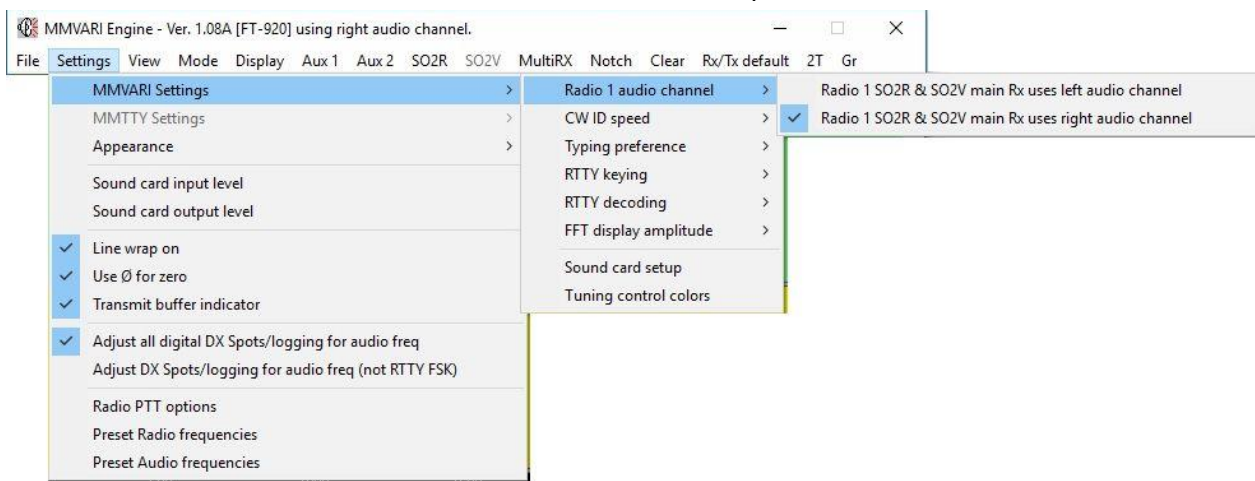 MMVARI Engine - Ver. 1.08A [FT-920] using right audio channel.
File Settings View Mode Display Aux 1 Aux 2 SO2R SO2V MultiRX Notch Clear Rx/Tx default 2T Gr
MMVARI Settings
MMTTY Settings
Appearance
Sound card input level
Sound card output level
Line wrap on
Use Ø for zero
Transmit buffer indicator
Adjust all digital DX Spots/logging for audio freq
Adjust DX Spots/logging for audio freq (not RTTY FSK)
Radio PTT options
Preset Radio frequencies
Preset Audio frequencies
Radio 1 audio channel
CW ID speed
Typing preference
RTTY keying
RTTY decoding
FFT display amplitude
Sound card setup
Tuning control colors
Radio 1 SO2R & SO2V main Rx uses left audio channel
Radio 1 SO2R & SO2V main Rx uses right audio channel